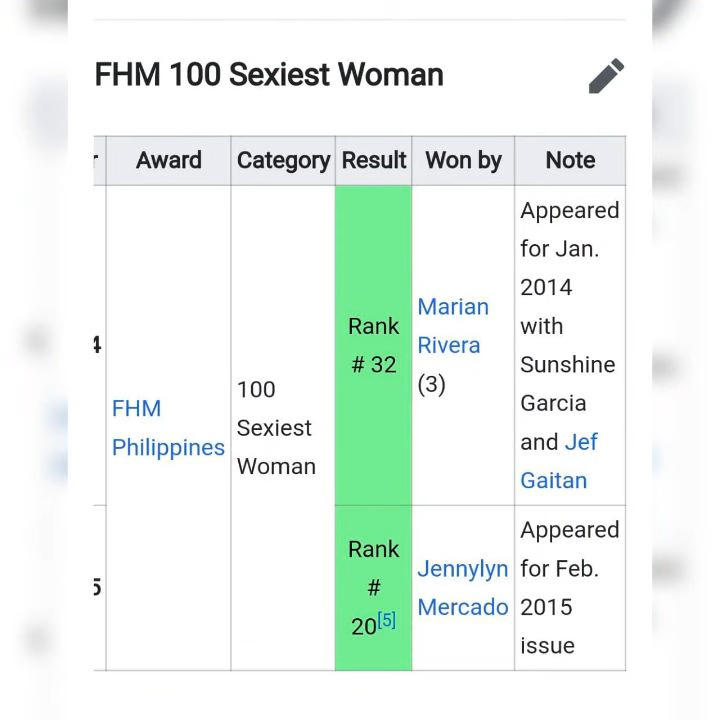 FHM 100 Sexiest Woman
r Award Category Result Won by Note
4
FHM
Philippines
100
Sexiest
Woman
Rank
# 32
Marian
Rivera
(3)
Appeared
for Jan.
2014
with
Sunshine
Garcia
and Jef
Gaitan
5
Rank
#
20[5]
Jennylyn
Mercado
Appeared
for Feb.
2015
issue